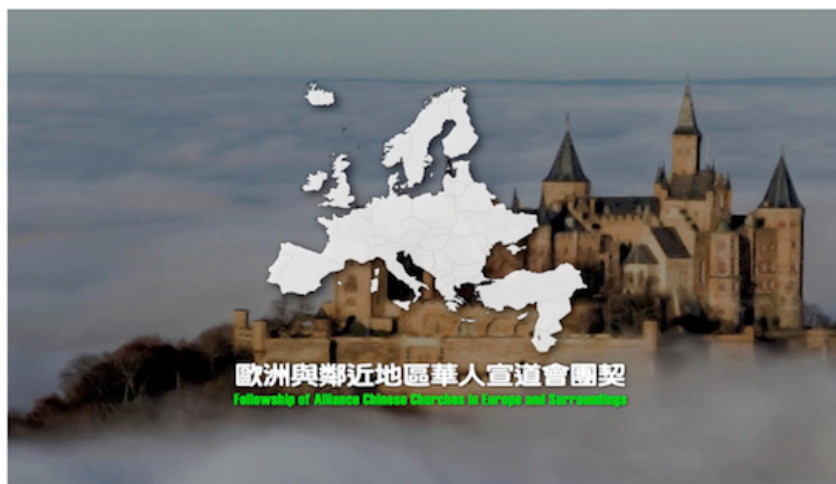 歐洲與鄰近地區華人宣道會團契
Fellowship of Alliance Chinese Churches in Europe and Surroundings